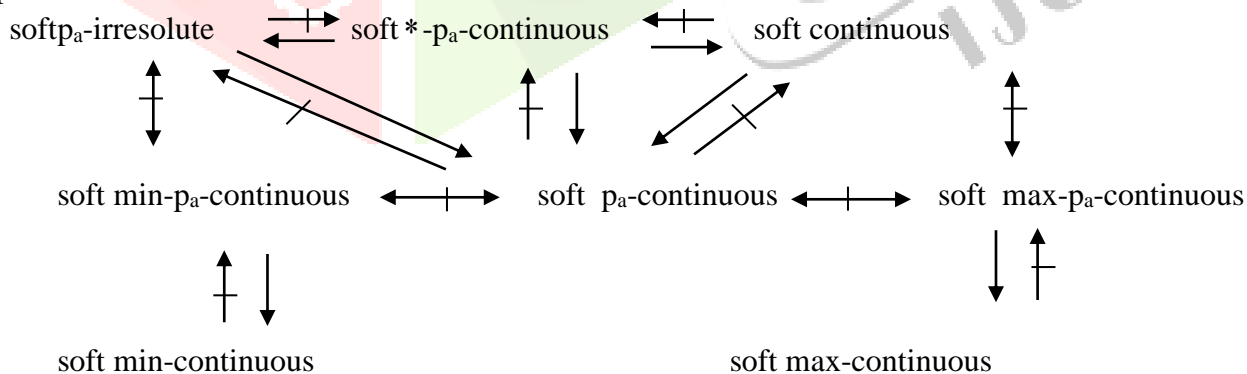 softpₐ-irresolute soft *-pₐ-continuous soft continuous
soft min-pₐ-continuous soft pₐ-continuous soft max-pₐ-continuous
soft min-continuous soft max-continuous